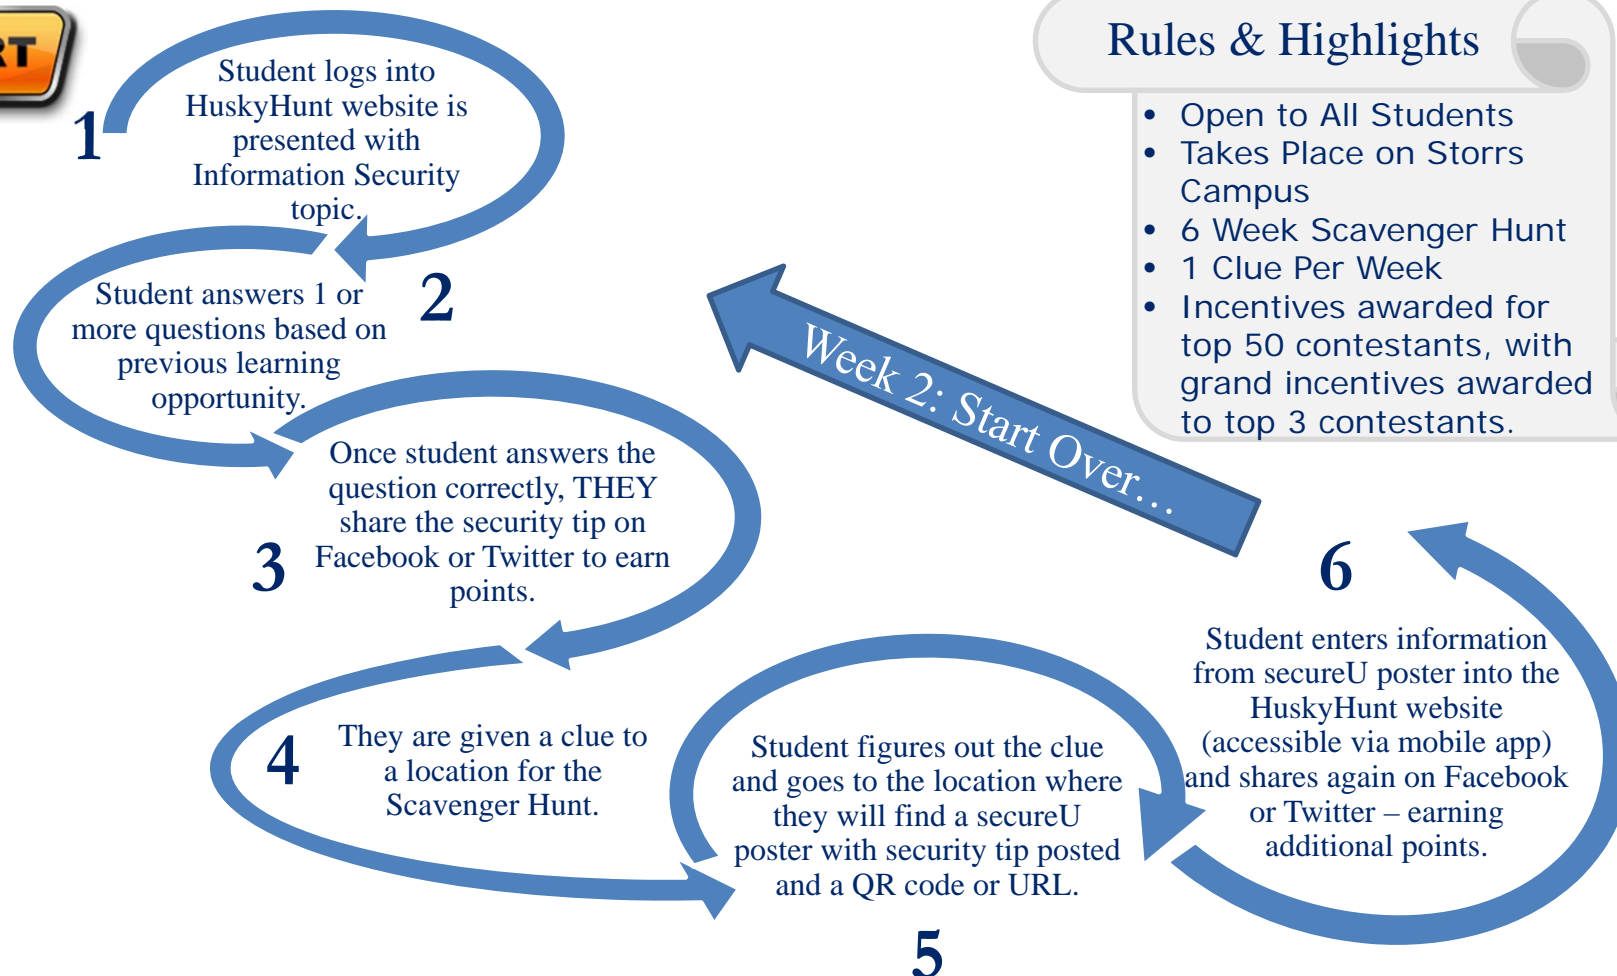 RT
1
Student logs into
HuskyHunt website is
presented with
Information Security
topic.
2
Student answers 1 or
more questions based on
previous learning
opportunity.
3
Once student answers the
question correctly, THEY
share the security tip on
Facebook or Twitter to earn
points.
4
They are given a clue to
a location for the
Scavenger Hunt.
Student figures out the clue
and goes to the location where
they will find a secureU
poster with security tip posted
and a QR code or URL.
5
6
Student enters information
from secureU poster into the
HuskyHunt website
(accessible via mobile app)
and shares again on Facebook
or Twitter – earning
additional points.
Week 2: Start Over…
Rules & Highlights
• Open to All Students
• Takes Place on Storrs
Campus
• 6 Week Scavenger Hunt
• 1 Clue Per Week
• Incentives awarded for
top 50 contestants, with
grand incentives awarded
to top 3 contestants.